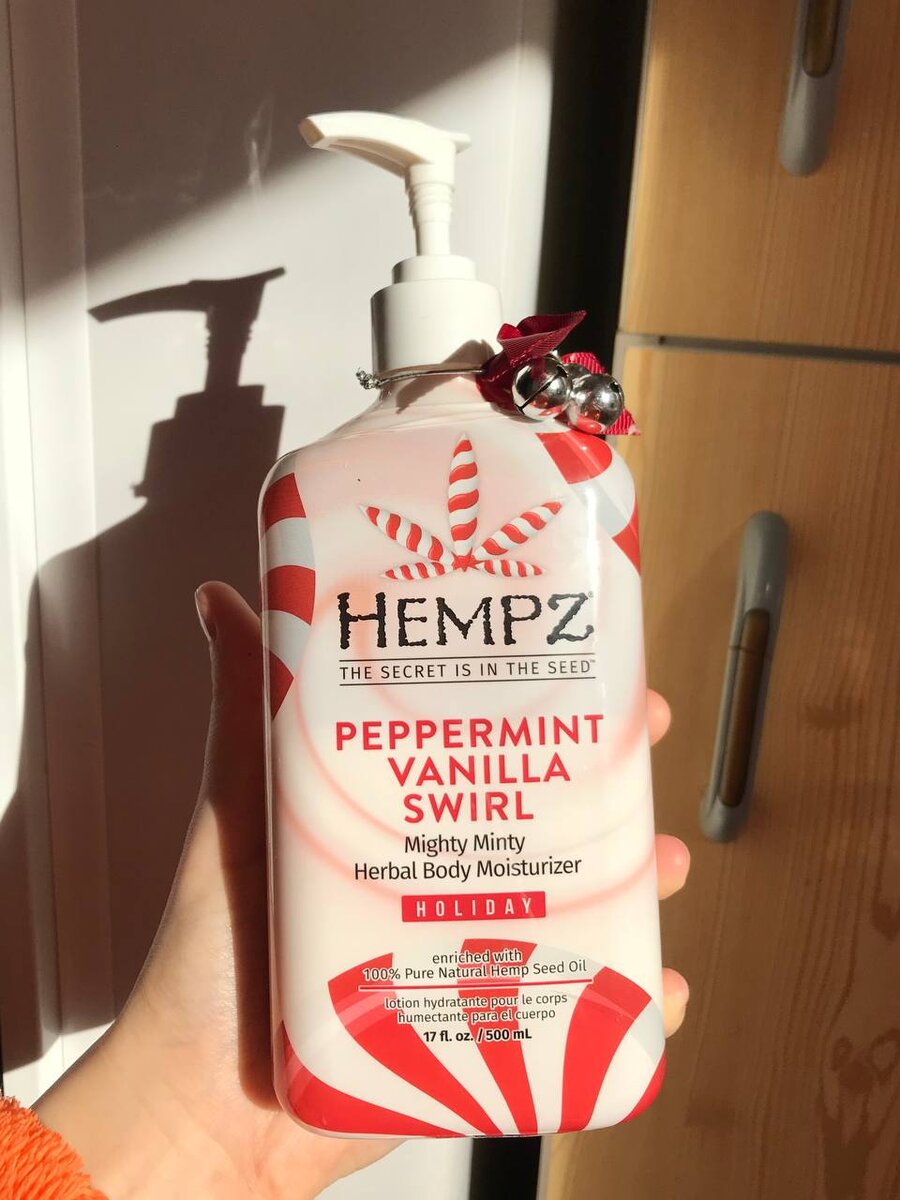 HEMPZ
THE SECRET IS IN THE SEED™
PEPPERMINT
VANILLA
SWIRL
Mighty Minty
Herbal Body Moisturizer
HOLIDAY
enriched with
100% Pure Natural Hemp Seed Oil
lotion hydratante pour le corps
humectante para el cuerpo
17 fl. oz. / 500 mL